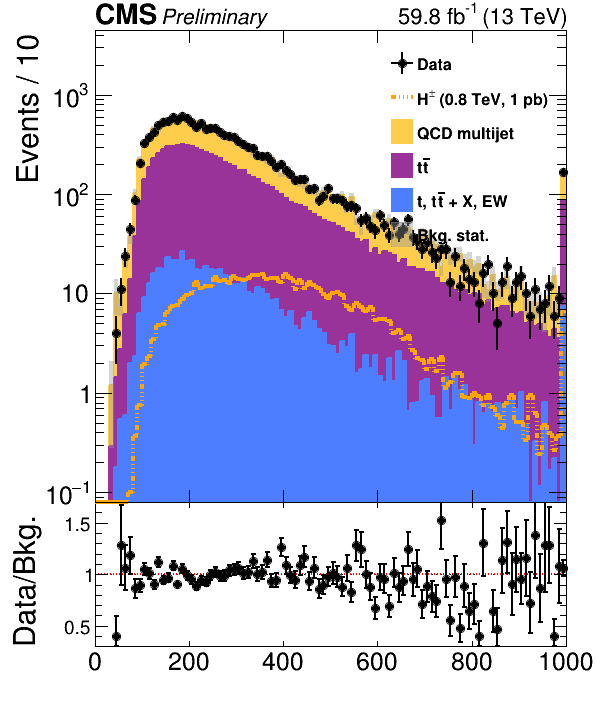 CMS Preliminary 59.8 fb⁻¹ (13 TeV)
Events / 10
10³
10²
10
1
10⁻¹
Data
H± (0.8 TeV, 1 pb)
QCD multijet
tt̄
t, tt̄ + X, EW
Bkg. stat.
Data/Bkg.
1.5
1
0.5
0 200 400 600 800 1000